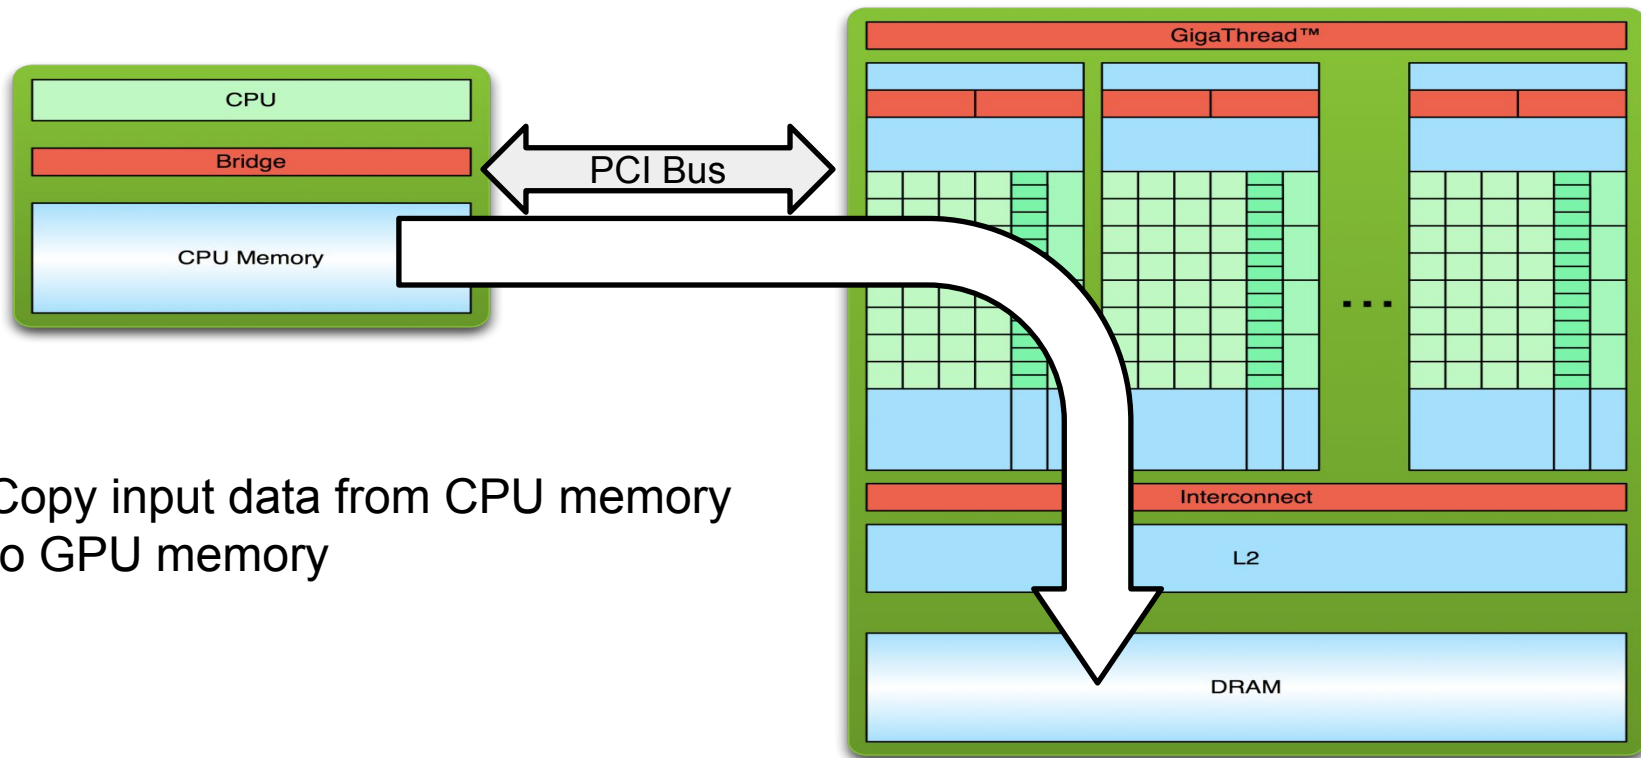 GigaThread™
CPU
Bridge
PCI Bus
CPU Memory
...
Copy input data from CPU memory
o GPU memory
Interconnect
L2
DRAM